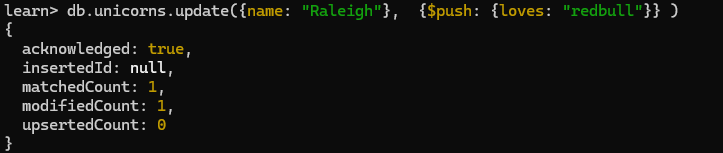 learn> db.unicorns.update({name: "Raleigh"},  {$push: {loves: "redbull"}} )
{
  acknowledged: true,
  insertedId: null,
  matchedCount: 1,
  modifiedCount: 1,
  upsertedCount: 0
}